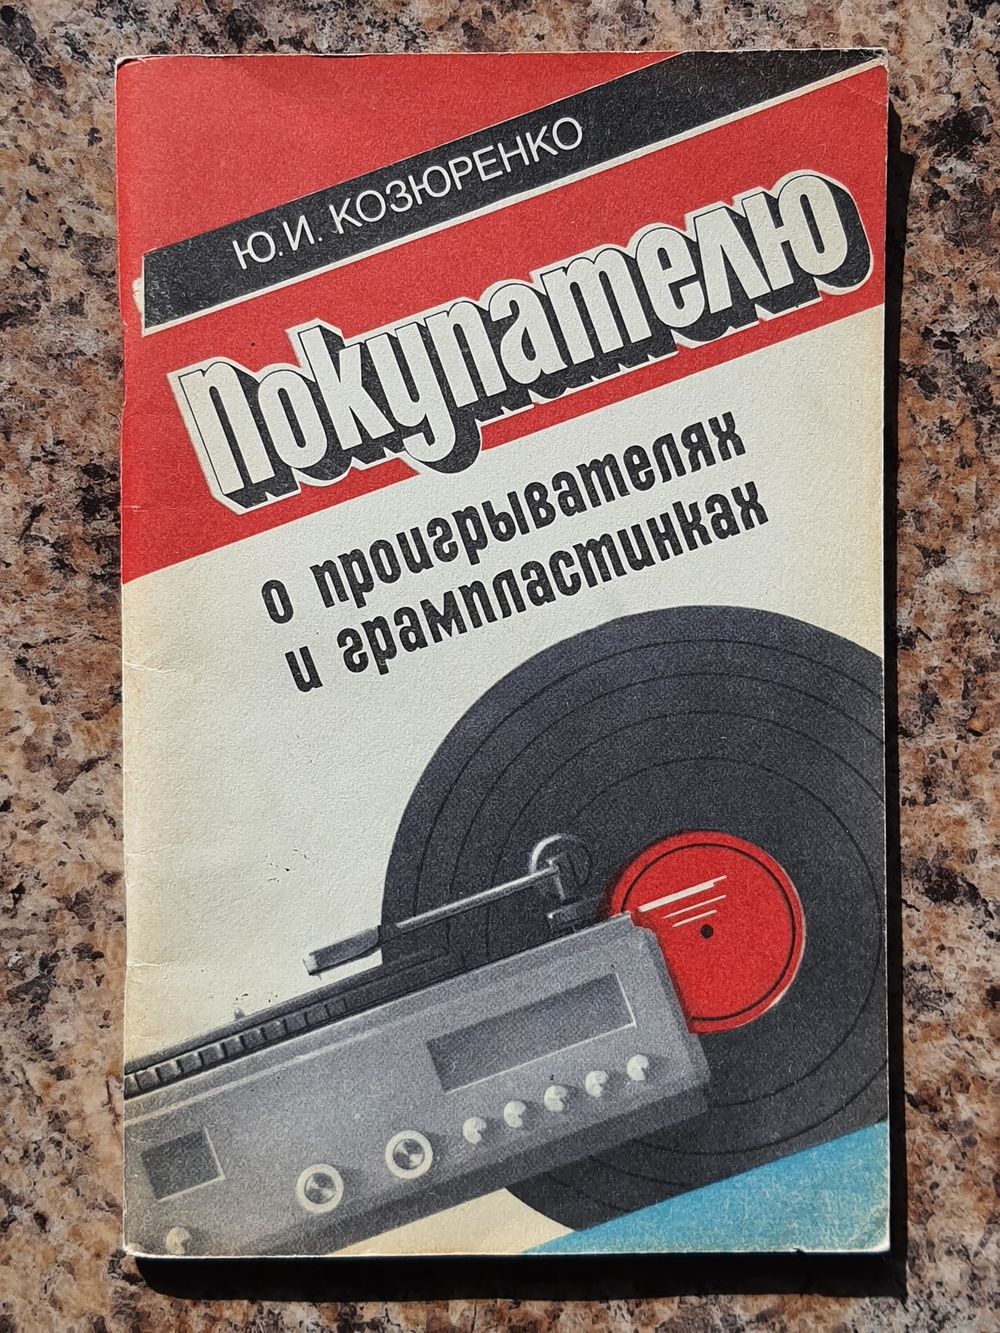 Ю.И. КОЗЮРЕНКО
Покупателю
о проигрывателях
и грампластинках